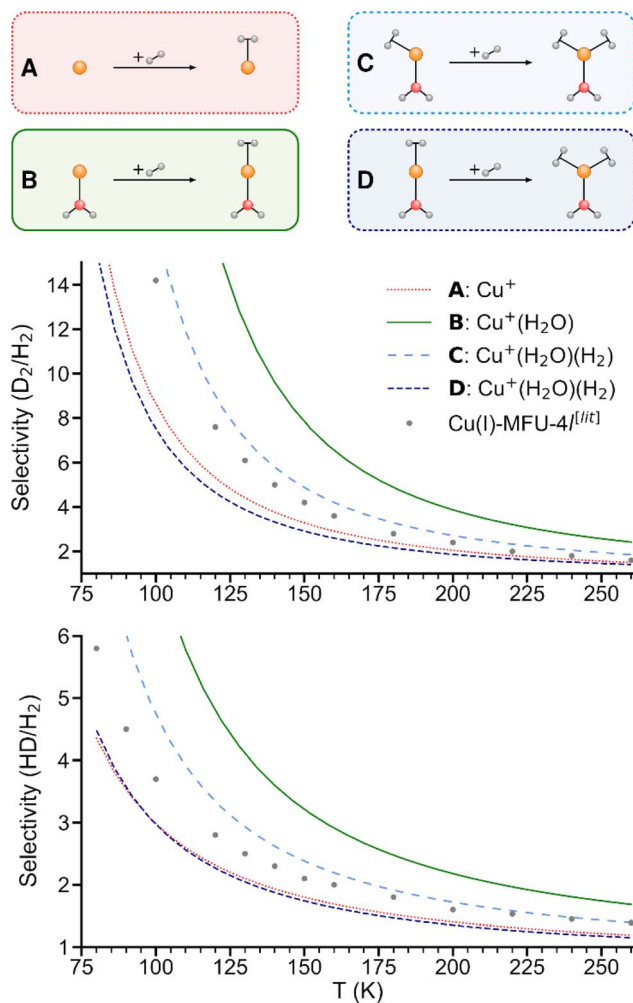 A
+
C
+
B
+
D
+
14
12
10
8
6
4
2
Selectivity (D₂/H₂)
A: Cu⁺
B: Cu⁺(H₂O)
C: Cu⁺(H₂O)(H₂)
D: Cu⁺(H₂O)(H₂)
Cu(I)-MFU-4l[lit]
75 100 125 150 175 200 225 250
6
5
4
3
2
1
Selectivity (HD/H₂)
75 100 125 150 175 200 225 250
T (K)